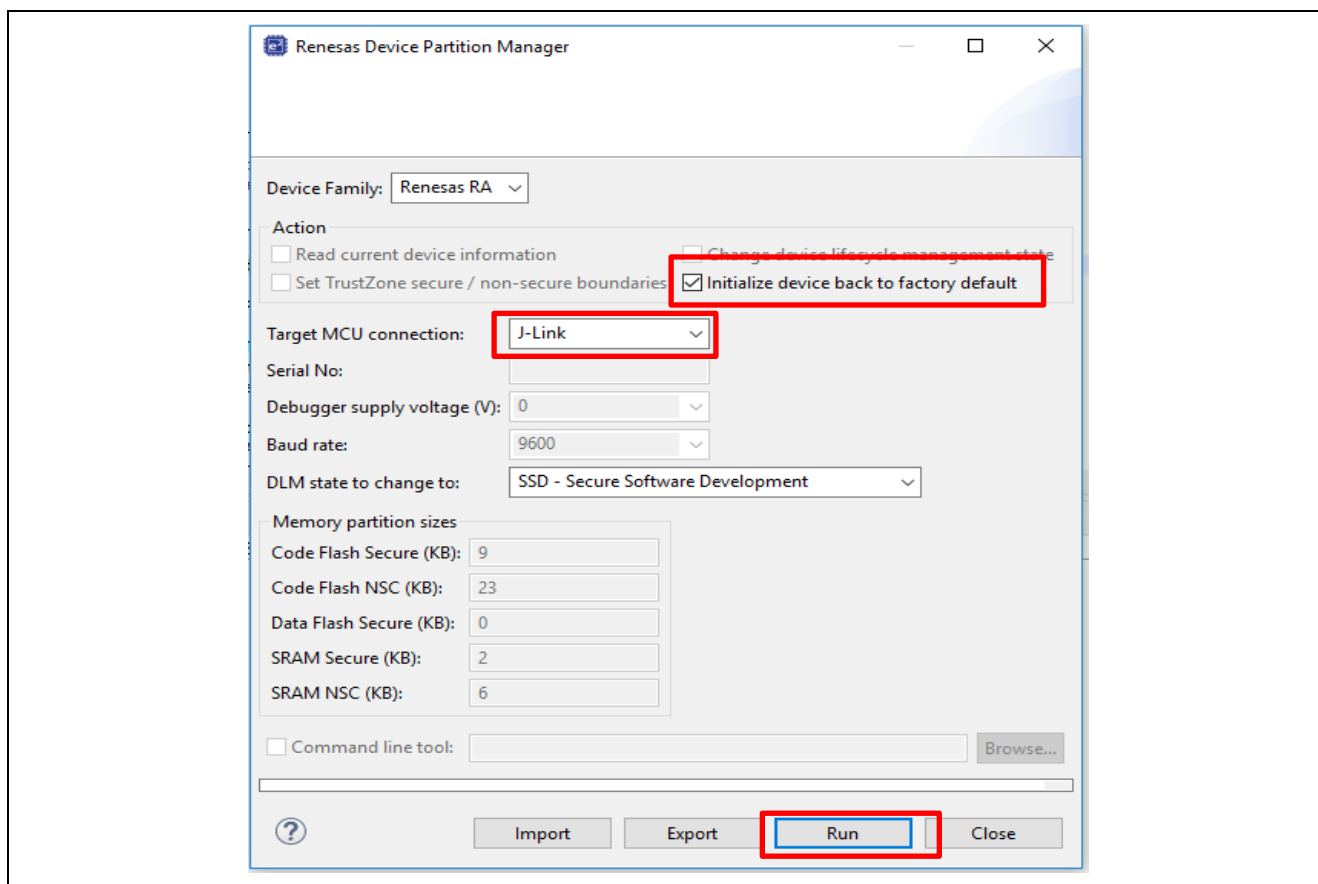 Renesas Device Partition Manager
Device Family: Renesas RA
Action
Read current device information Change device lifecycle management state
Set TrustZone secure / non-secure boundaries Initialize device back to factory default
Target MCU connection: J-Link
Serial No:
Debugger supply voltage (V): 0
Baud rate: 9600
DLM state to change to: SSD - Secure Software Development
Memory partition sizes
Code Flash Secure (KB): 9
Code Flash NSC (KB): 23
Data Flash Secure (KB): 0
SRAM Secure (KB): 2
SRAM NSC (KB): 6
Command line tool: Browse...
? Import Export Run Close